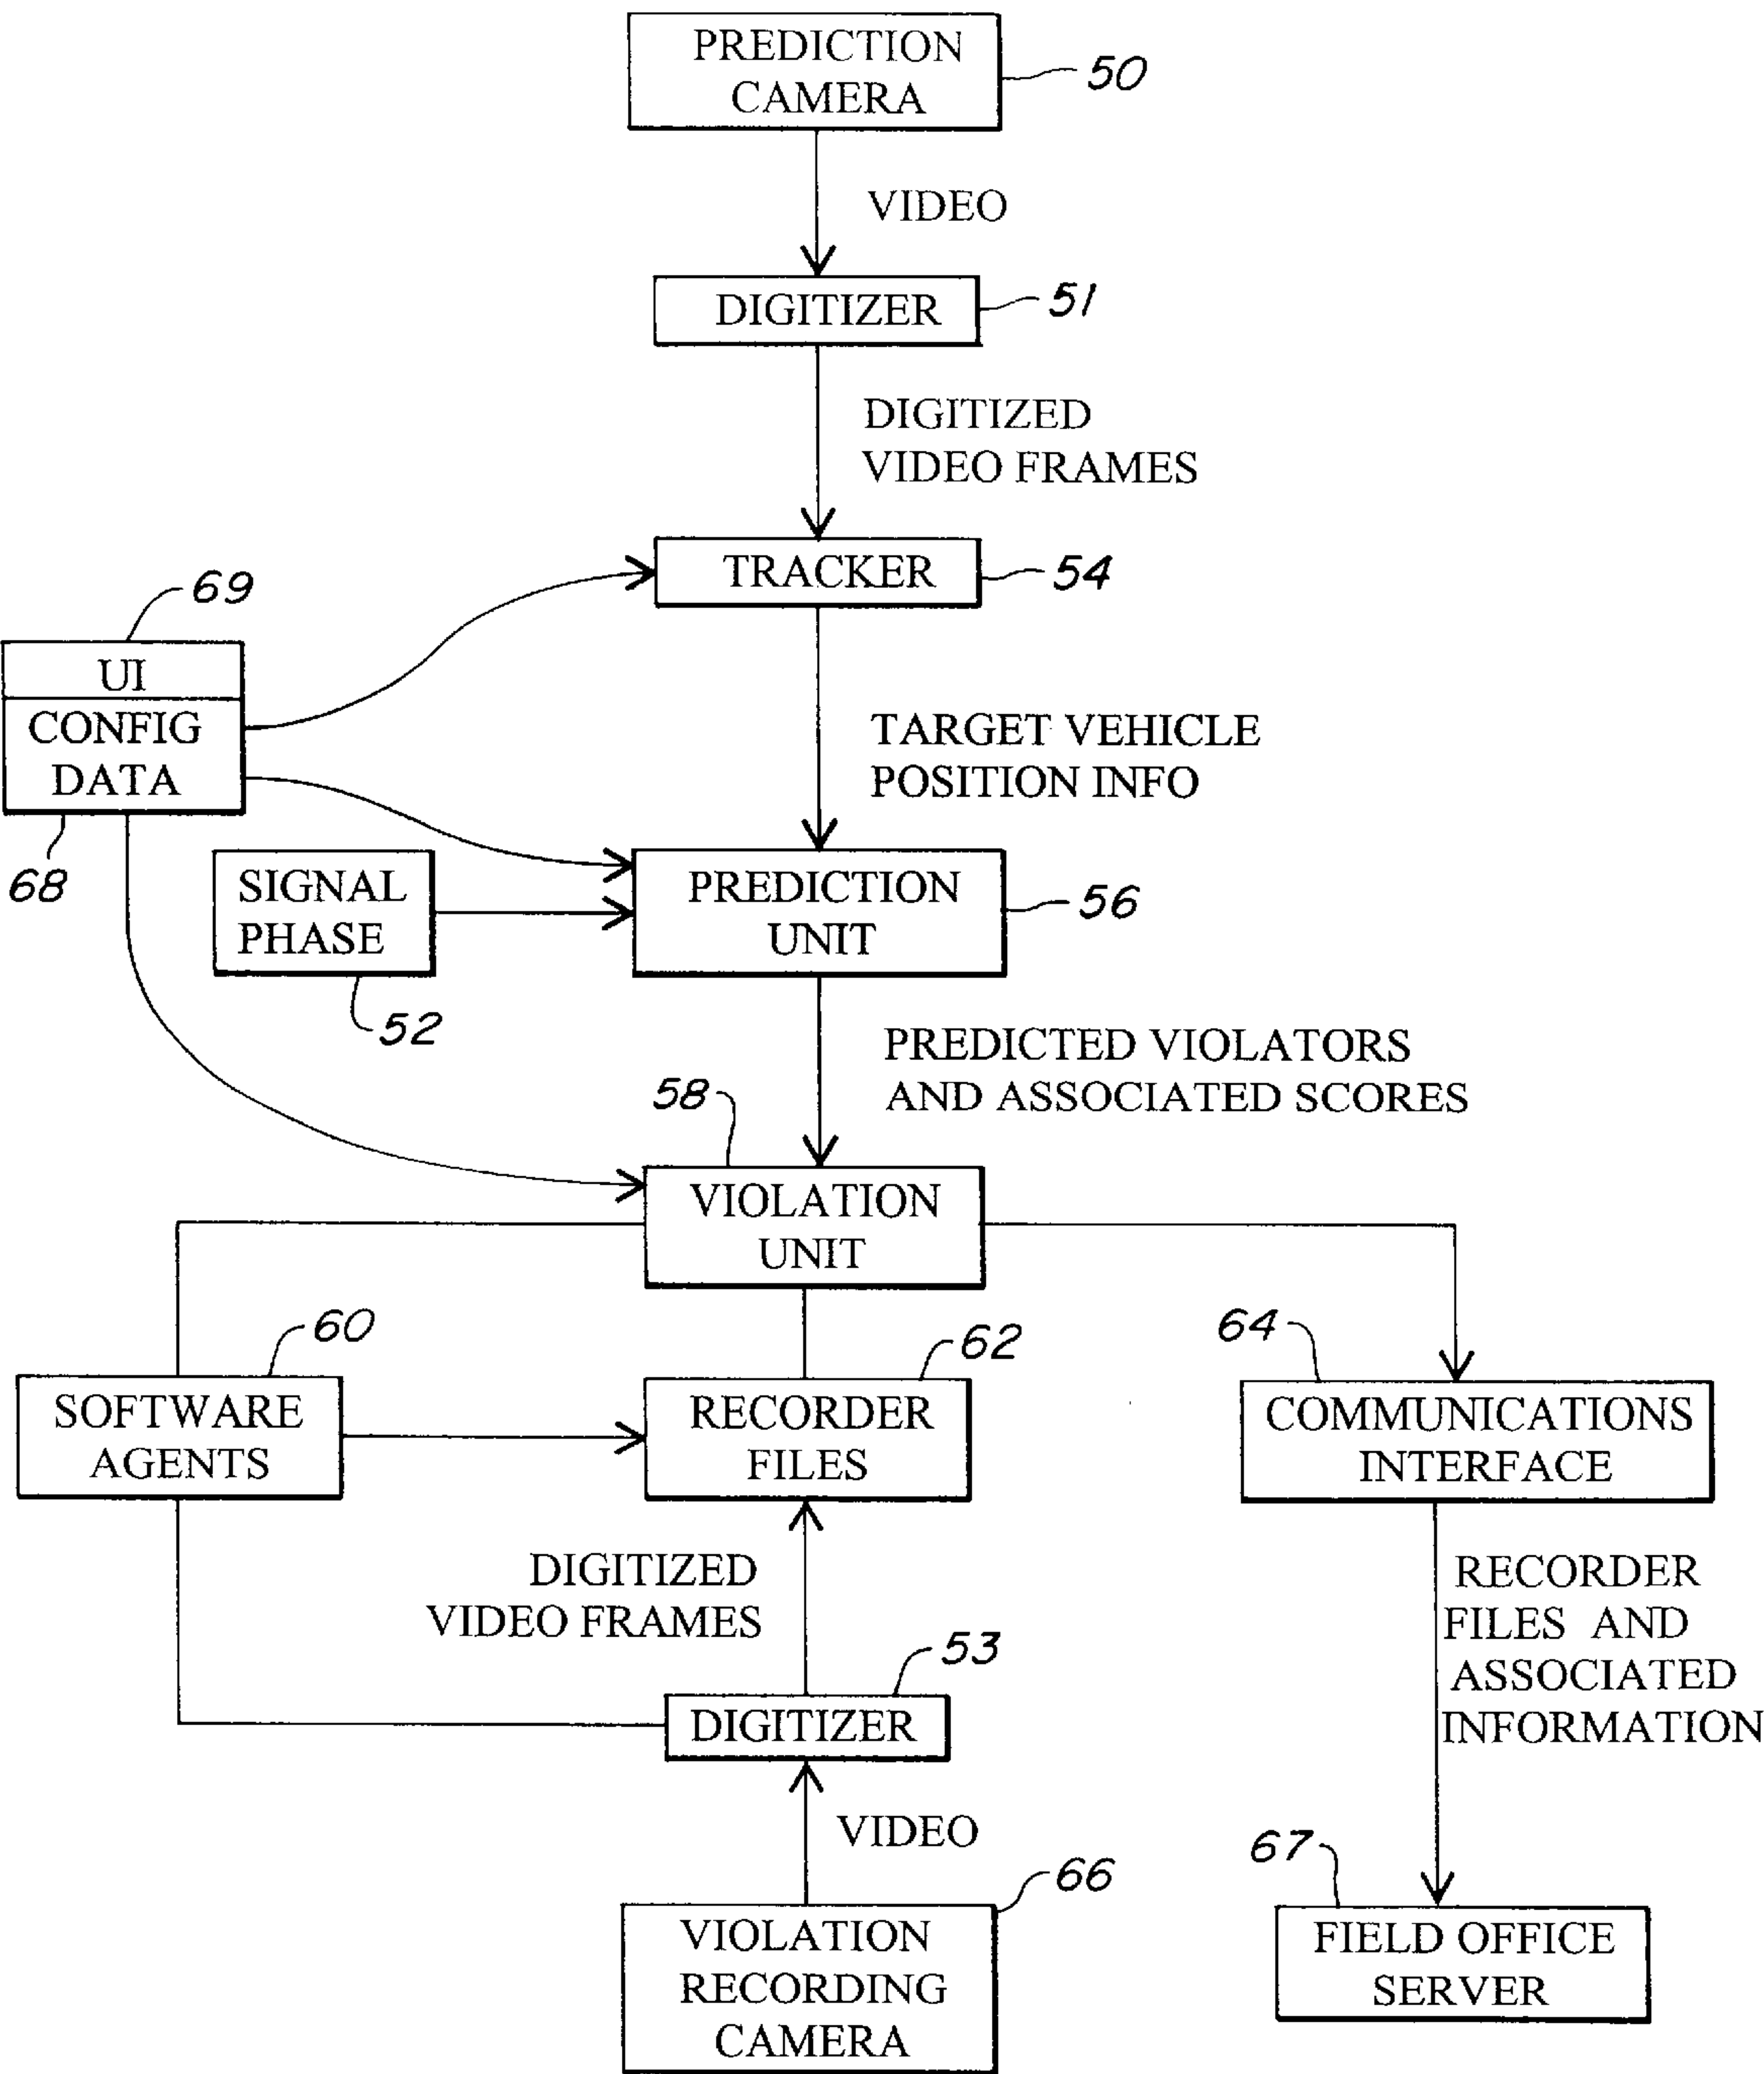 PREDICTION
CAMERA
50
VIDEO
DIGITIZER
51
DIGITIZED
VIDEO FRAMES
TRACKER
54
69
UI
CONFIG
DATA
68
TARGET VEHICLE
POSITION INFO
SIGNAL
PHASE
52
PREDICTION
UNIT
56
PREDICTED VIOLATORS
AND ASSOCIATED SCORES
58
VIOLATION
UNIT
60
SOFTWARE
AGENTS
62
RECORDER
FILES
64
COMMUNICATIONS
INTERFACE
DIGITIZED
VIDEO FRAMES
RECORDER
FILES AND
ASSOCIATED
INFORMATION
53
DIGITIZER
VIDEO
66
VIOLATION
RECORDING
CAMERA
67
FIELD OFFICE
SERVER